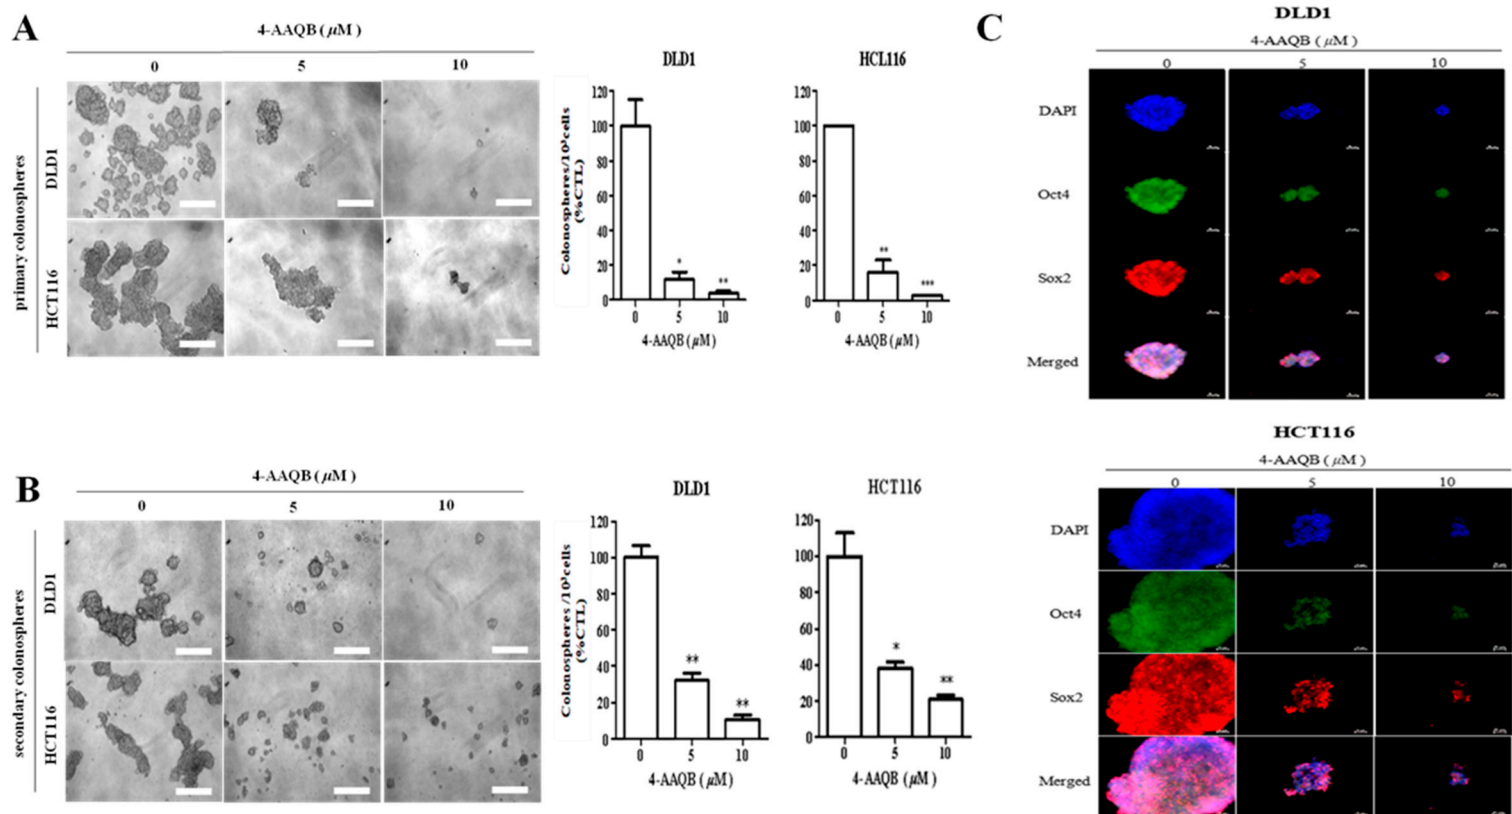 A
4-AAQB ( µM )
0 5 10
primary colonospheres
DLD1
HCT116
DLD1
Colonospheres/10³cells
(%CTL)
120
100
80
60
40
20
0
*
**
0 5 10
4-AAQB ( µM )
HCL116
120
100
80
60
40
20
0
**
***
0 5 10
4-AAQB ( µM )
B
4-AAQB ( µM )
0 5 10
secondary colonospheres
DLD1
HCT116
DLD1
Colonospheres /10³cells
(%CTL)
120
100
80
60
40
20
0
**
**
0 5 10
4-AAQB ( µM )
HCT116
120
100
80
60
40
20
0
*
**
0 5 10
4-AAQB ( µM )
C
DLD1
4-AAQB ( µM )
0 5 10
DAPI
Oct4
Sox2
Merged
HCT116
4-AAQB ( µM )
0 5 10
DAPI
Oct4
Sox2
Merged